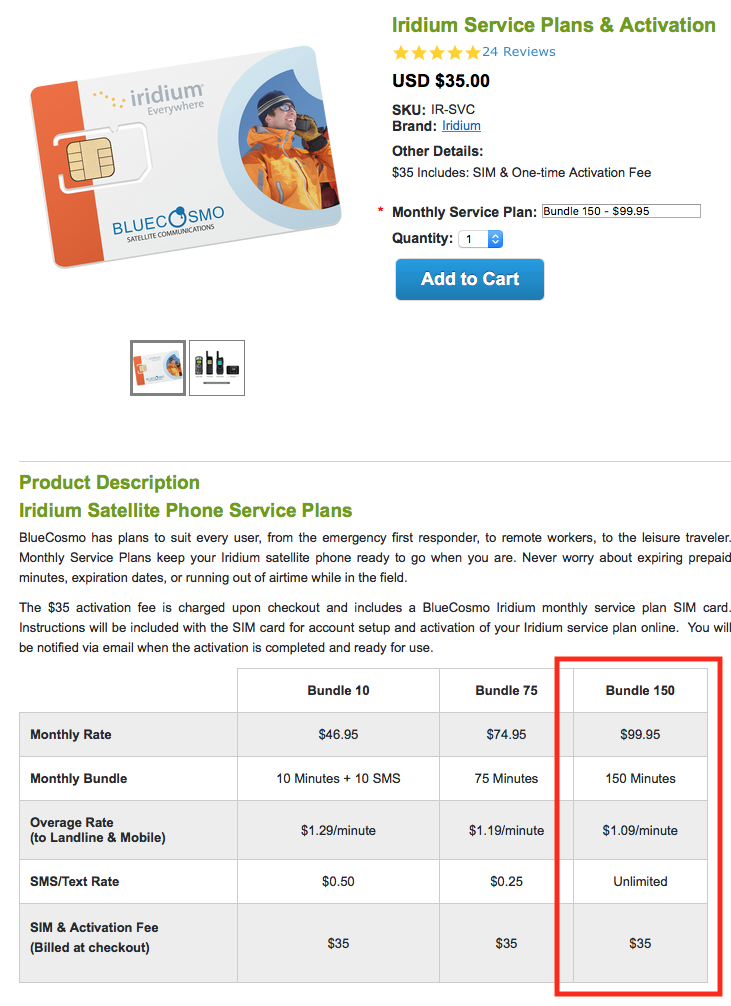 Iridium Service Plans & Activation
24 Reviews
USD $35.00
SKU: IR-SVC
Brand: Iridium
Other Details:
$35 Includes: SIM & One-time Activation Fee
* Monthly Service Plan: Bundle 150 - $99.95
Quantity: 1
Add to Cart
iridium
Everywhere
BLUECOSMO
SATELLITE COMMUNICATIONS
Product Description
Iridium Satellite Phone Service Plans
BlueCosmo has plans to suit every user, from the emergency first responder, to remote workers, to the leisure traveler.
Monthly Service Plans keep your Iridium satellite phone ready to go when you are. Never worry about expiring prepaid
minutes, expiration dates, or running out of airtime while in the field.
The $35 activation fee is charged upon checkout and includes a BlueCosmo Iridium monthly service plan SIM card.
Instructions will be included with the SIM card for account setup and activation of your Iridium service plan online. You will
be notified via email when the activation is completed and ready for use.
Bundle 10 Bundle 75 Bundle 150
Monthly Rate $46.95 $74.95 $99.95
Monthly Bundle 10 Minutes + 10 SMS 75 Minutes 150 Minutes
Overage Rate
(to Landline & Mobile) $1.29/minute $1.19/minute $1.09/minute
SMS/Text Rate $0.50 $0.25 Unlimited
SIM & Activation Fee
(Billed at checkout) $35 $35 $35